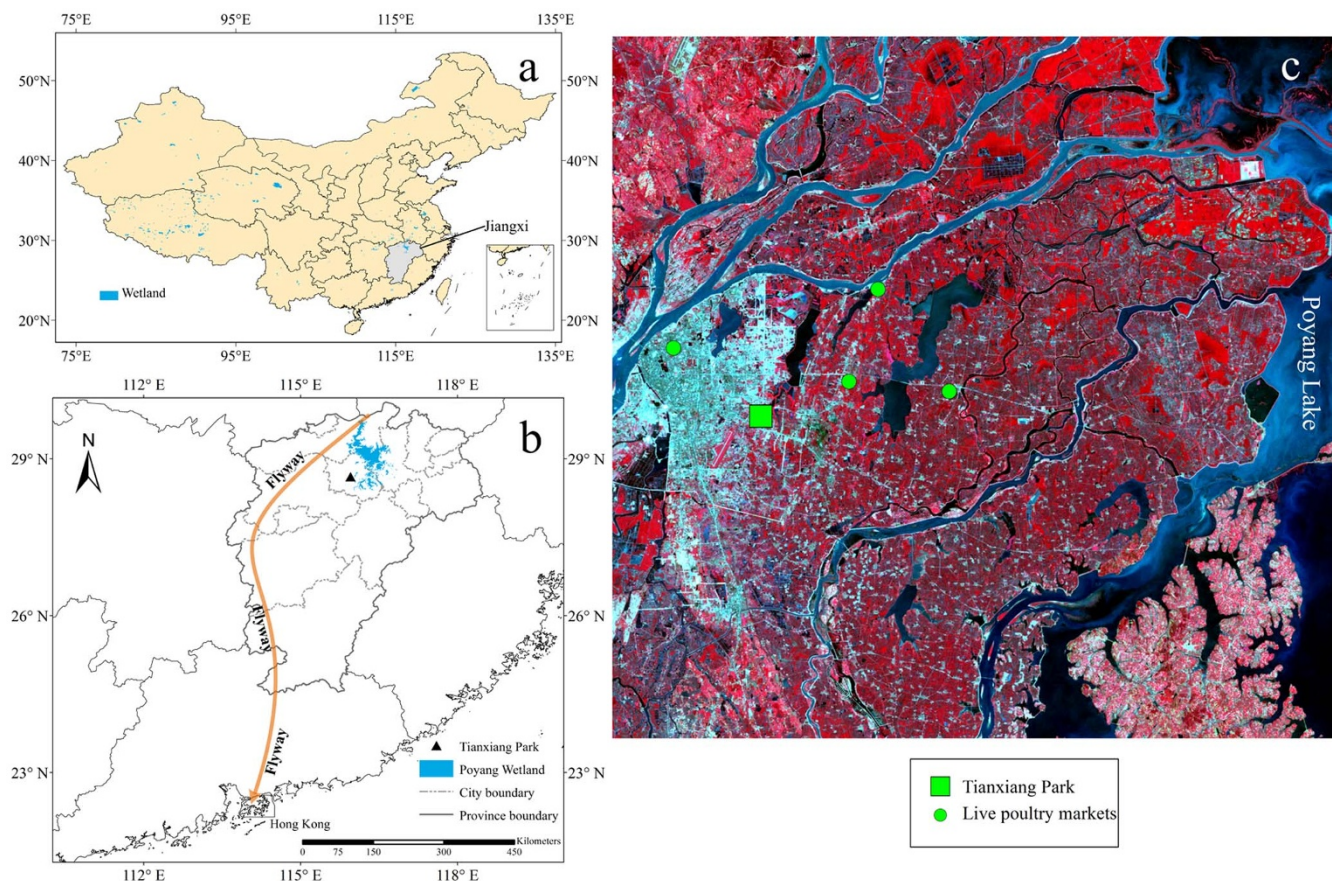 75°E 95°E 115°E 135°E
a
50°N 50°N
40°N 40°N
30°N 30°N
20°N 20°N
Jiangxi
Wetland
75°E 95°E 115°E 135°E
112°E 115°E 118°E
b
N
29°N 29° N
26°N 26° N
23°N 23° N
Flyway
Flyway
Flyway
Tianxiang Park
Poyang Wetland
City boundary
Province boundary
Hong Kong
Kilometers
0 75 150 300 450
112°E 115°E 118°E
c
Poyang Lake
Tianxiang Park
Live poultry markets